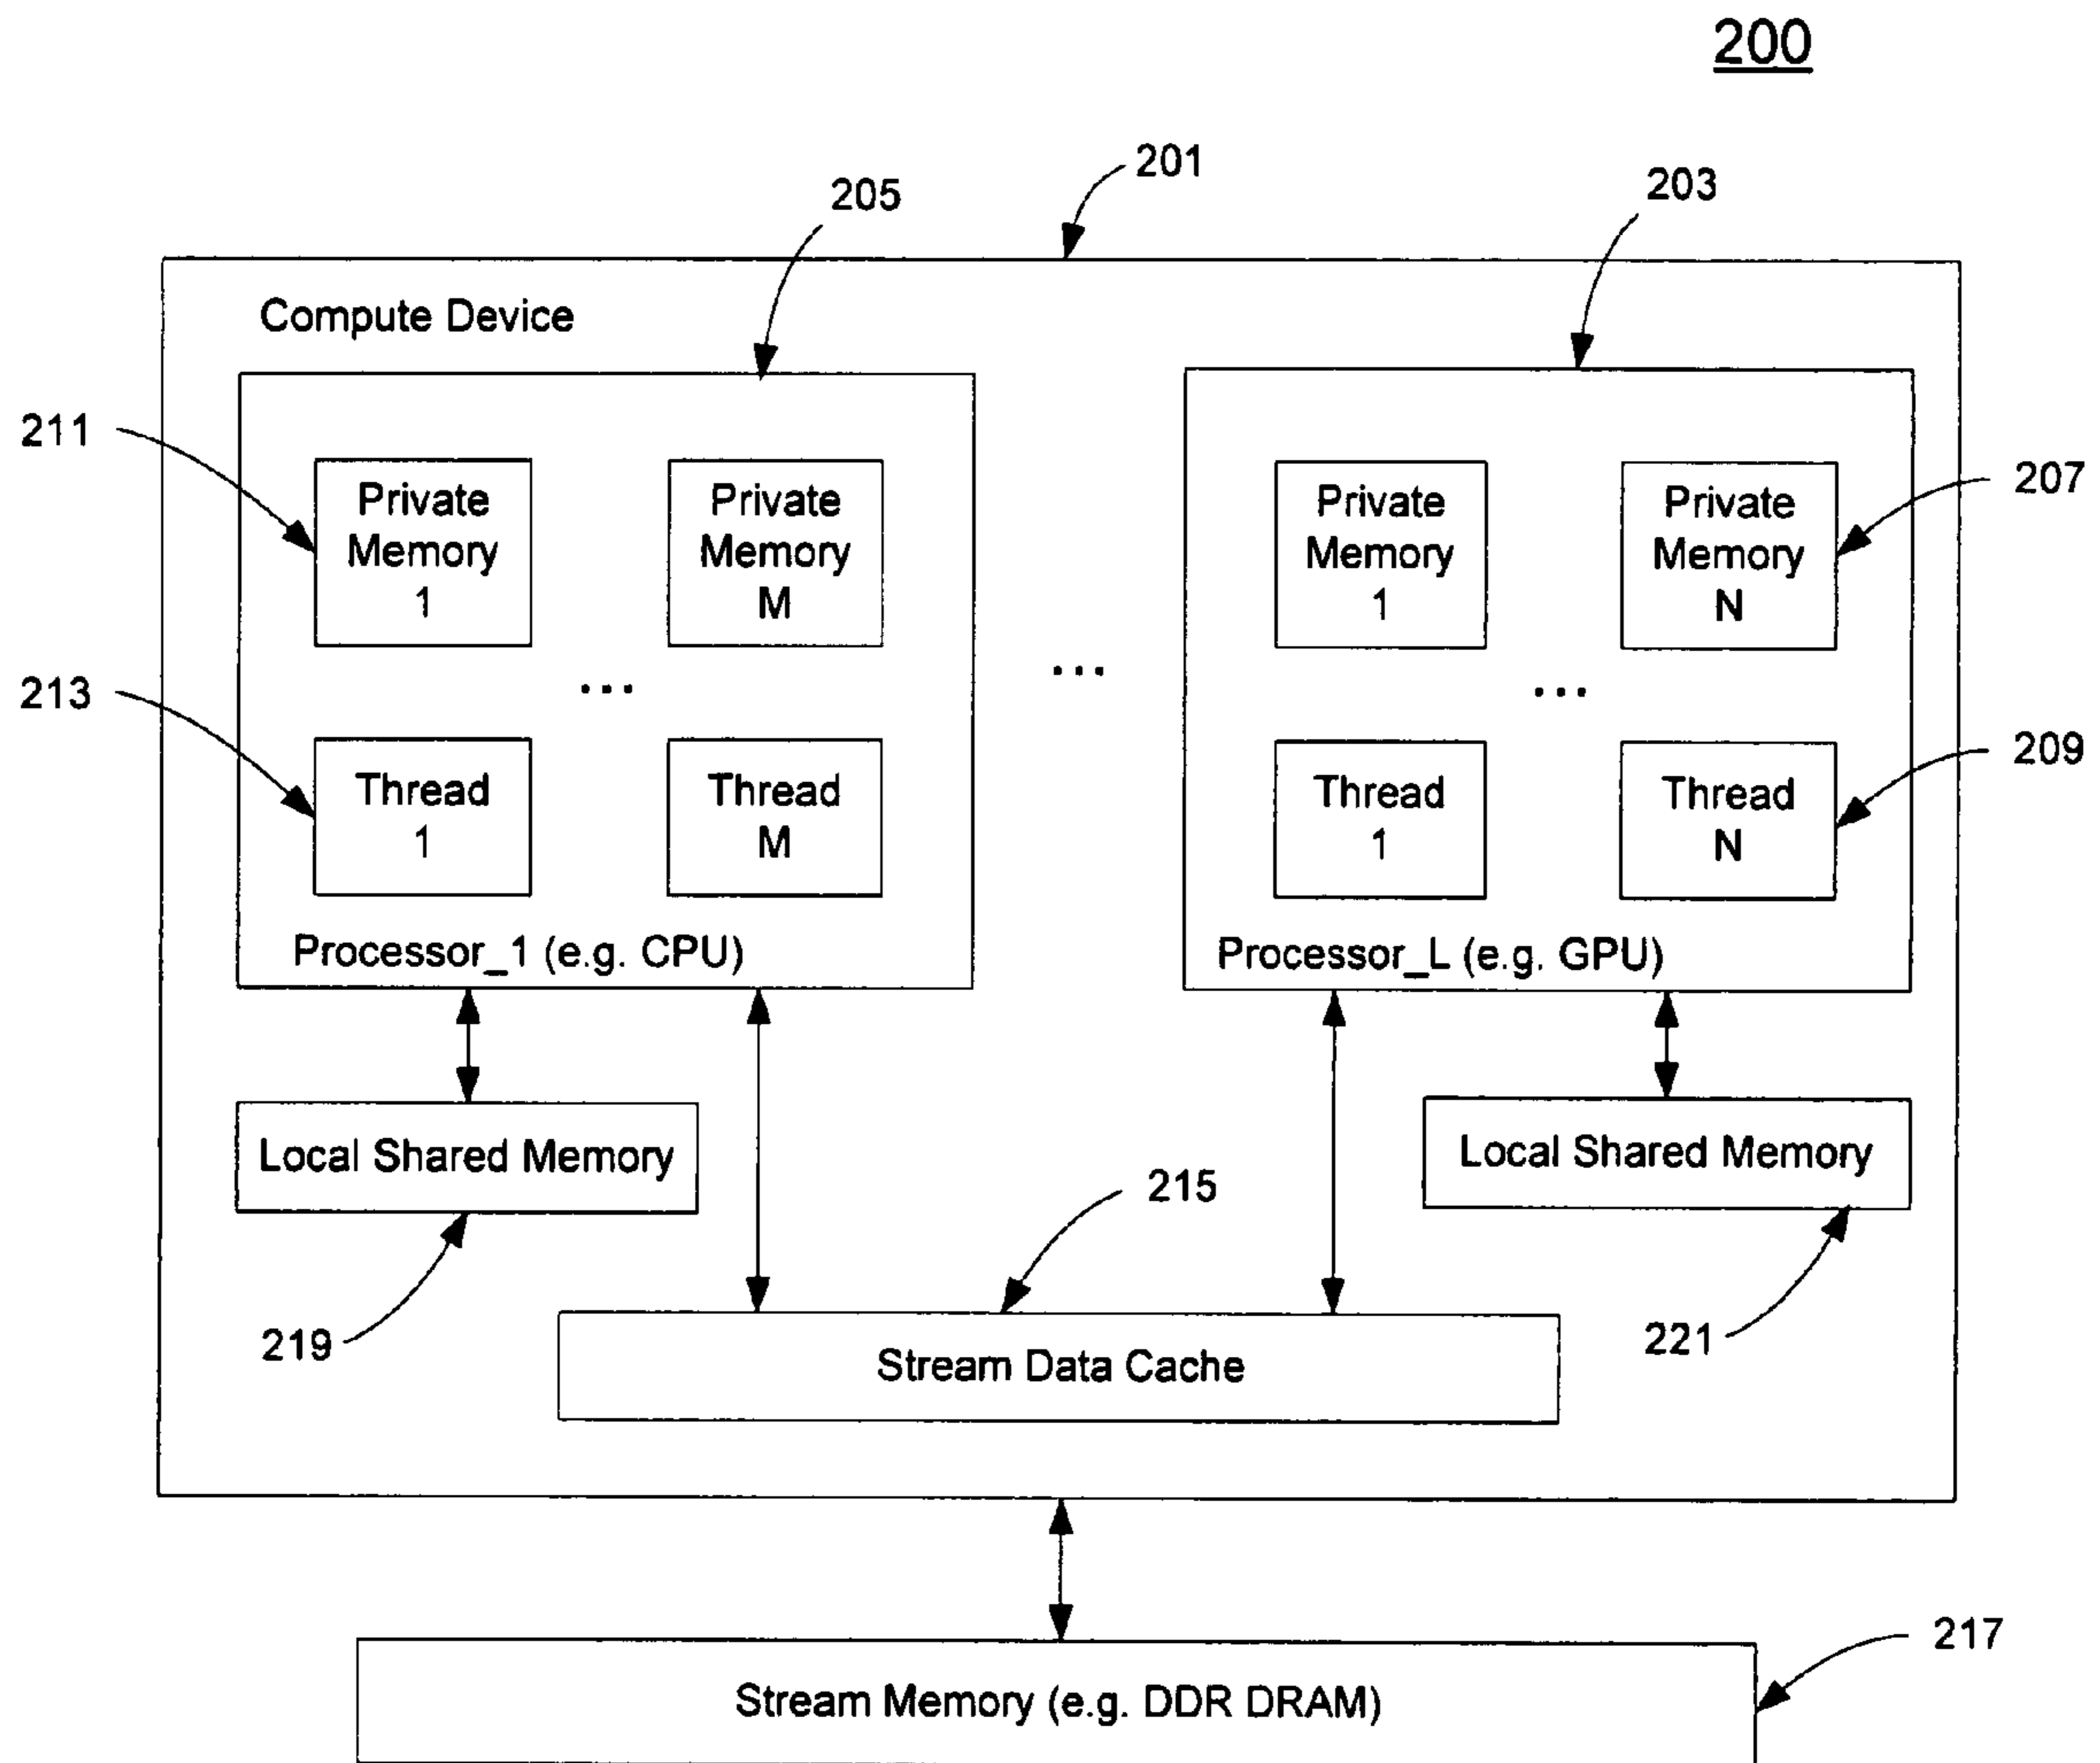 200
201
205
203
Compute Device
211
Private
Memory
1
Private
Memory
M
Private
Memory
1
Private
Memory
N
207
...
...
...
213
Thread
1
Thread
M
Thread
1
Thread
N
209
Processor_1 (e.g. CPU)
Processor_L (e.g. GPU)
Local Shared Memory
Local Shared Memory
215
219
221
Stream Data Cache
217
Stream Memory (e.g. DDR DRAM)